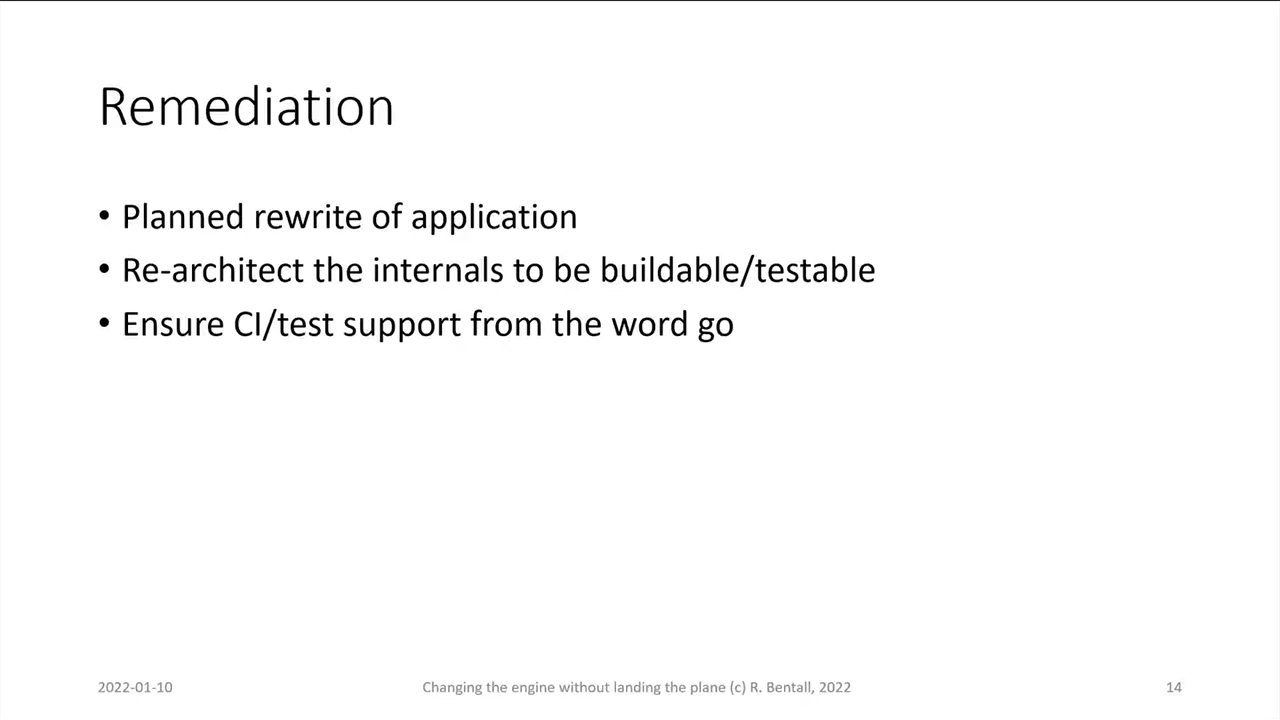 Remediation
• Planned rewrite of application
• Re-architect the internals to be buildable/testable
• Ensure CI/test support from the word go
2022-01-10
Changing the engine without landing the plane (c) R. Bentall, 2022
14